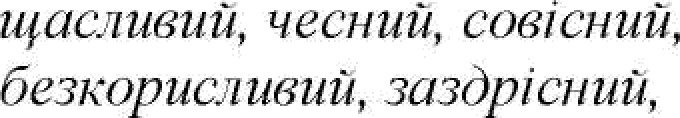 щасливий, чесний, совісний,
безкорисливий, заздрісний,